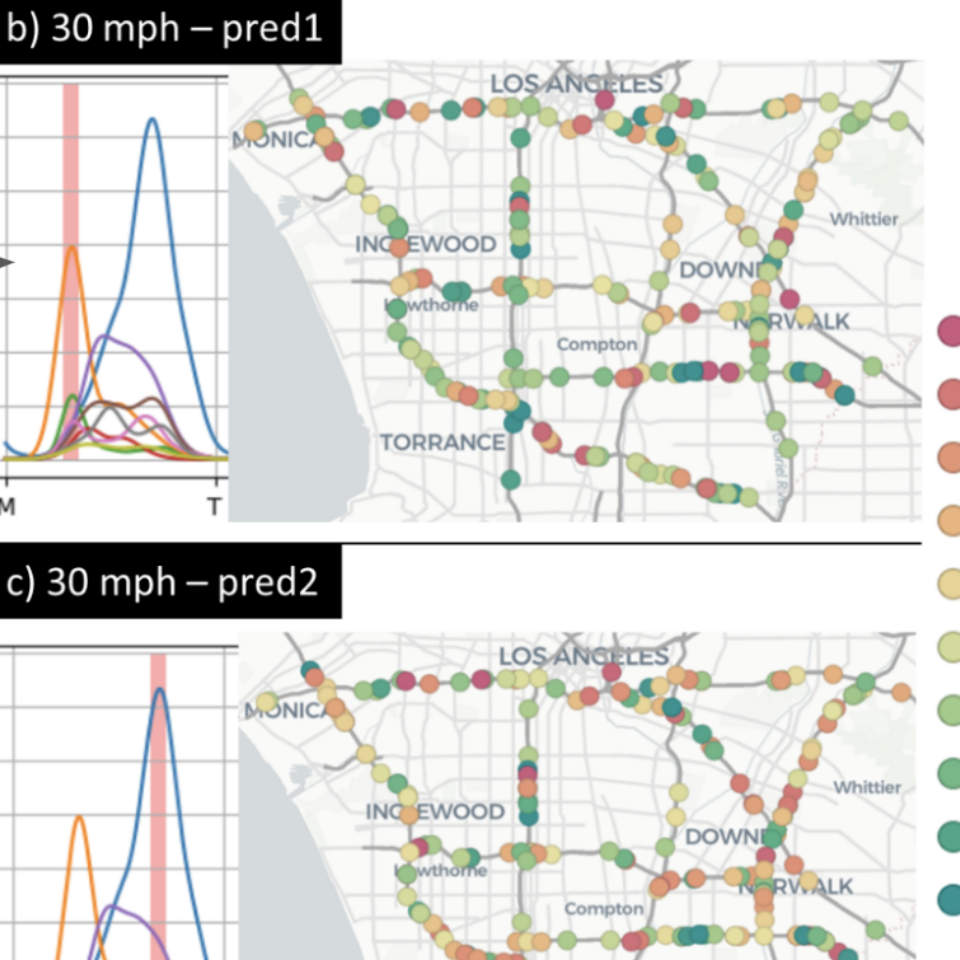 b) 30 mph – pred1
LOS ANGELES
MONICA
Whittier
INGLEWOOD
DOWNE
Hawthorne
NORWALK
Compton
TORRANCE
M
T
c) 30 mph – pred2
LOS ANGELES
MONICA
Whittier
INGLEWOOD
DOWNE
Hawthorne
NORWALK
Compton